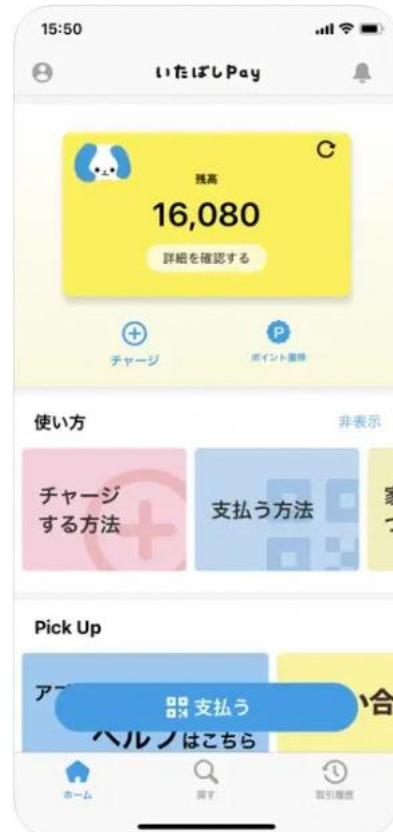 15:50
いたばしPay
残高
16,080
詳細を確認する
チャージ
P
ポイント獲得
使い方
非表示
チャージ
する方法
支払う方法
Pick Up
支払う
ヘルプはこちら
ホーム
探す
取引履歴